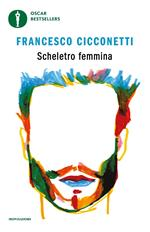 OSCAR
BESTSELLERS
FRANCESCO CICCONETTI
Scheletro femmina
MONDADORI